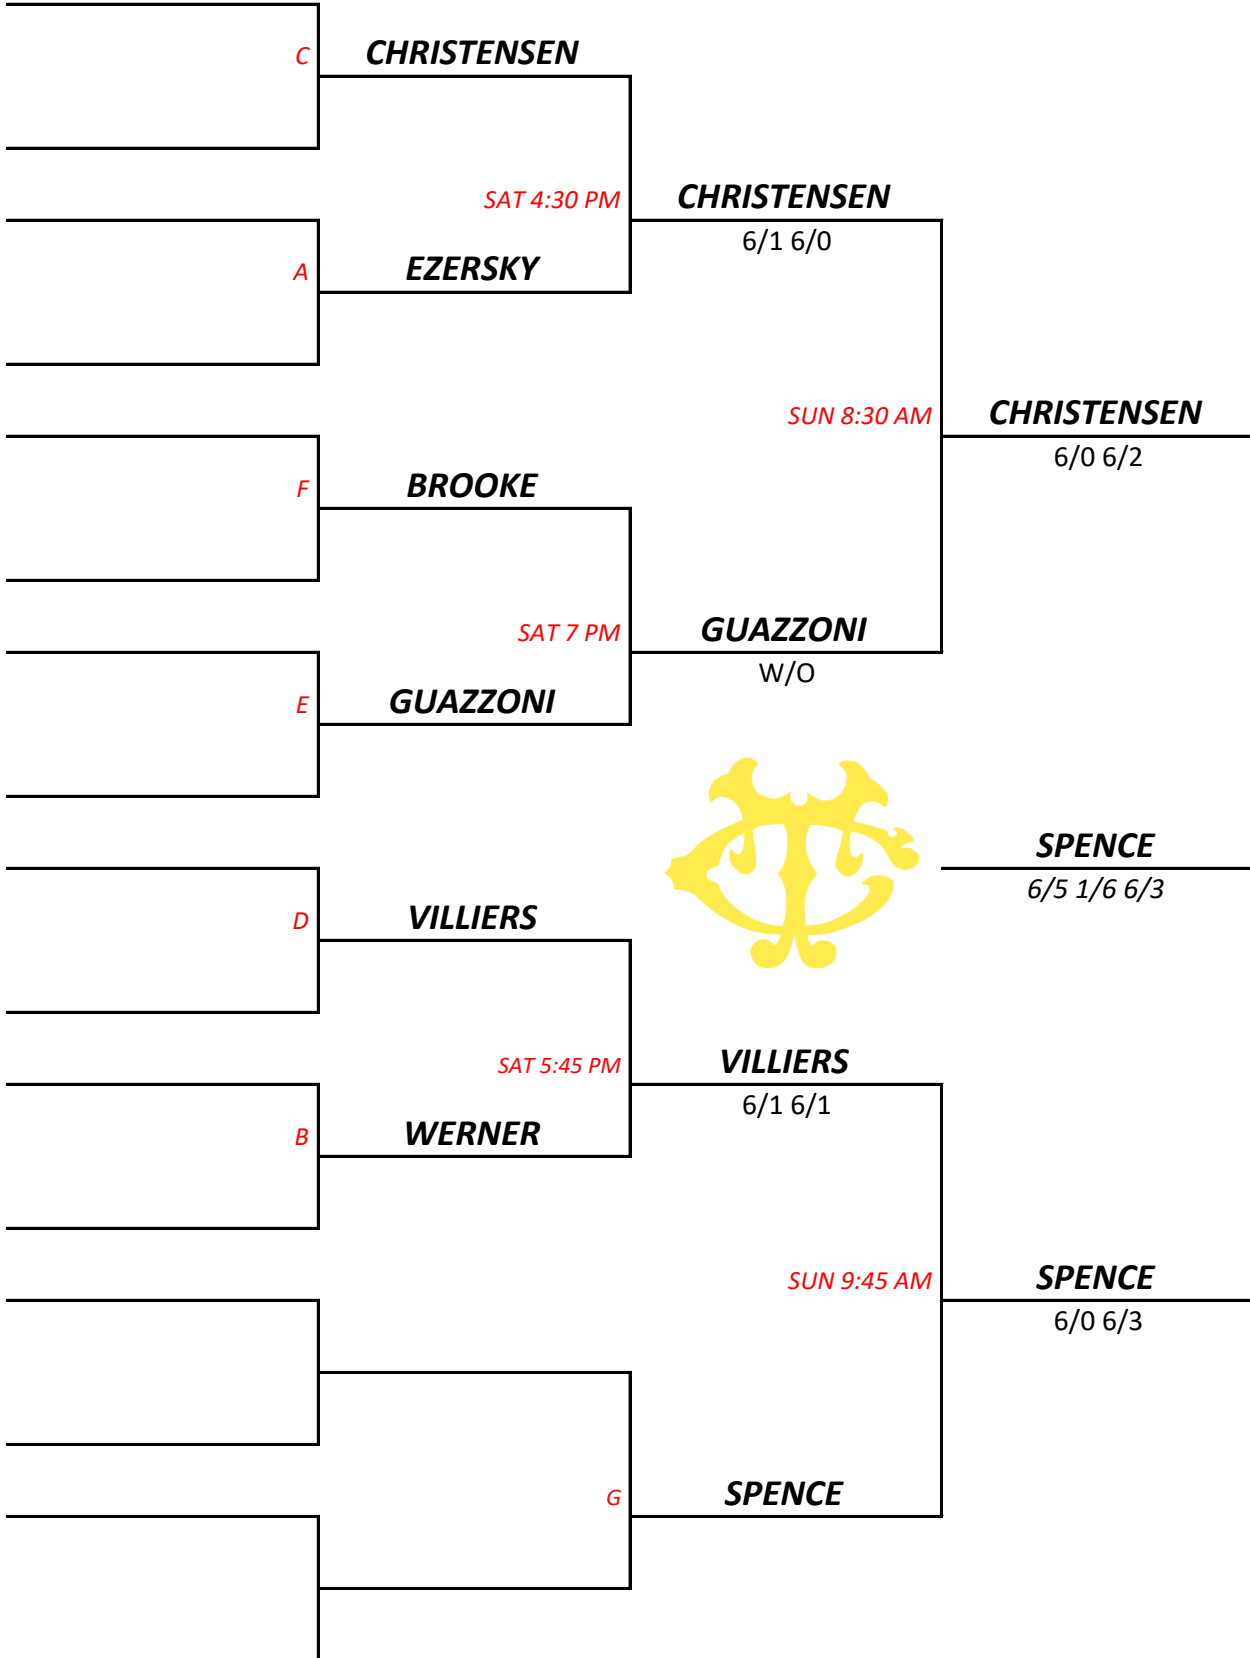 C
CHRISTENSEN
SAT 4:30 PM
CHRISTENSEN
6/1 6/0
A
EZERSKY
SUN 8:30 AM
CHRISTENSEN
6/0 6/2
F
BROOKE
SAT 7 PM
GUAZZONI
W/O
E
GUAZZONI
SPENCE
6/5 1/6 6/3
D
VILLIERS
SAT 5:45 PM
VILLIERS
6/1 6/1
B
WERNER
SUN 9:45 AM
SPENCE
6/0 6/3
G
SPENCE